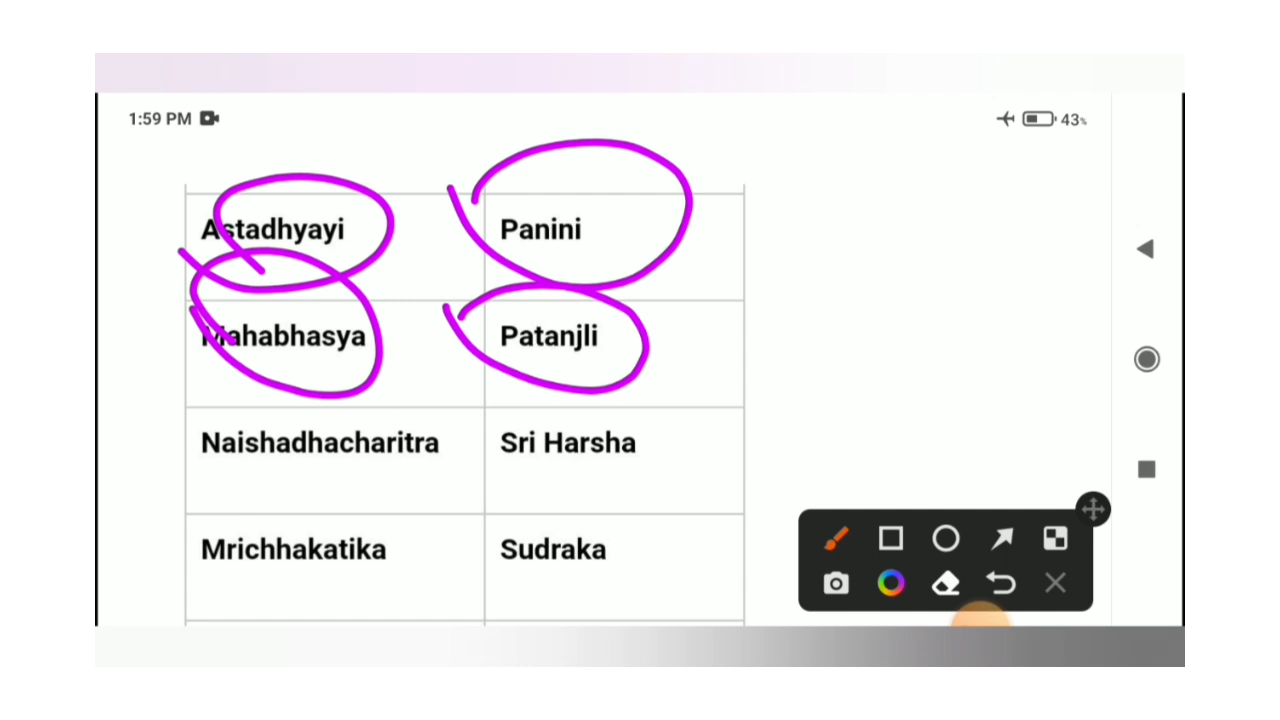 1:59 PM 43%
Astadhyayi Panini
Mahabhasya Patanjli
Naishadhacharitra Sri Harsha
Mrichhakatika Sudraka